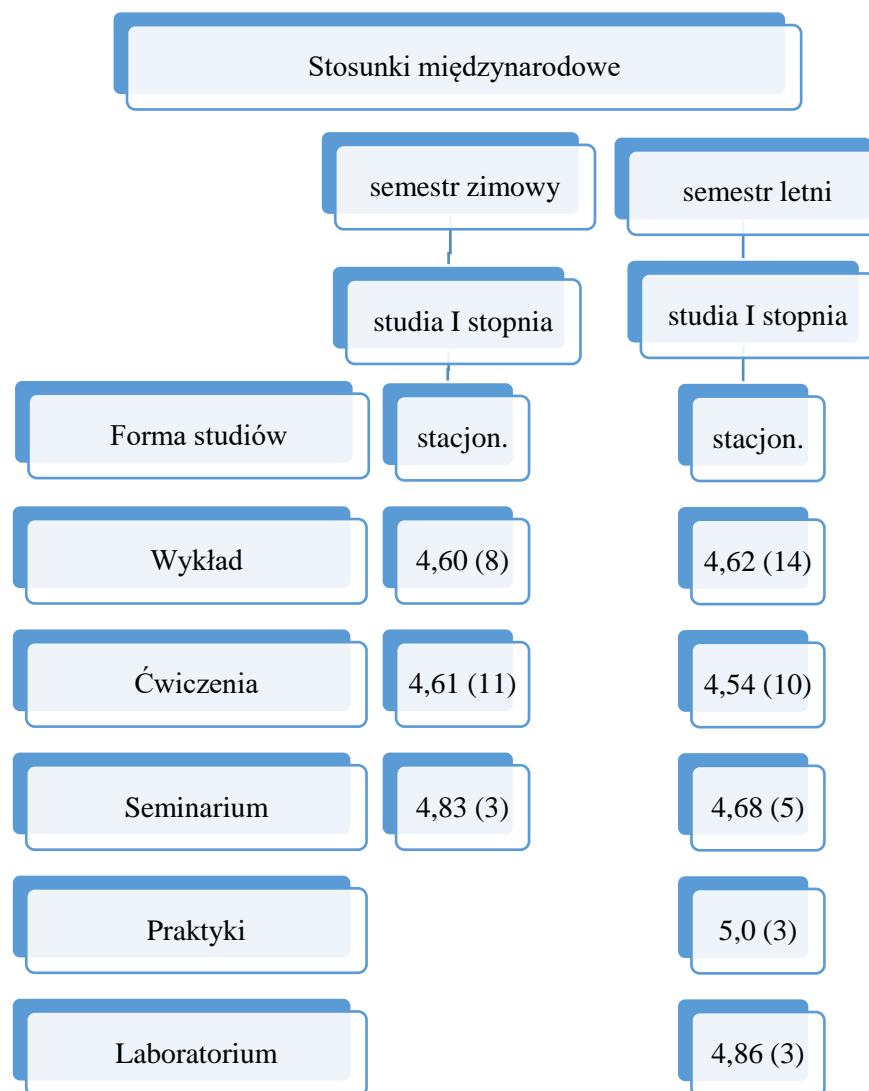 Stosunki międzynarodowe
semestr zimowy
semestr letni
studia I stopnia
studia I stopnia
Forma studiów
stacjon.
stacjon.
Wykład
4,60 (8)
4,62 (14)
Ćwiczenia
4,61 (11)
4,54 (10)
Seminarium
4,83 (3)
4,68 (5)
Praktyki
5,0 (3)
Laboratorium
4,86 (3)